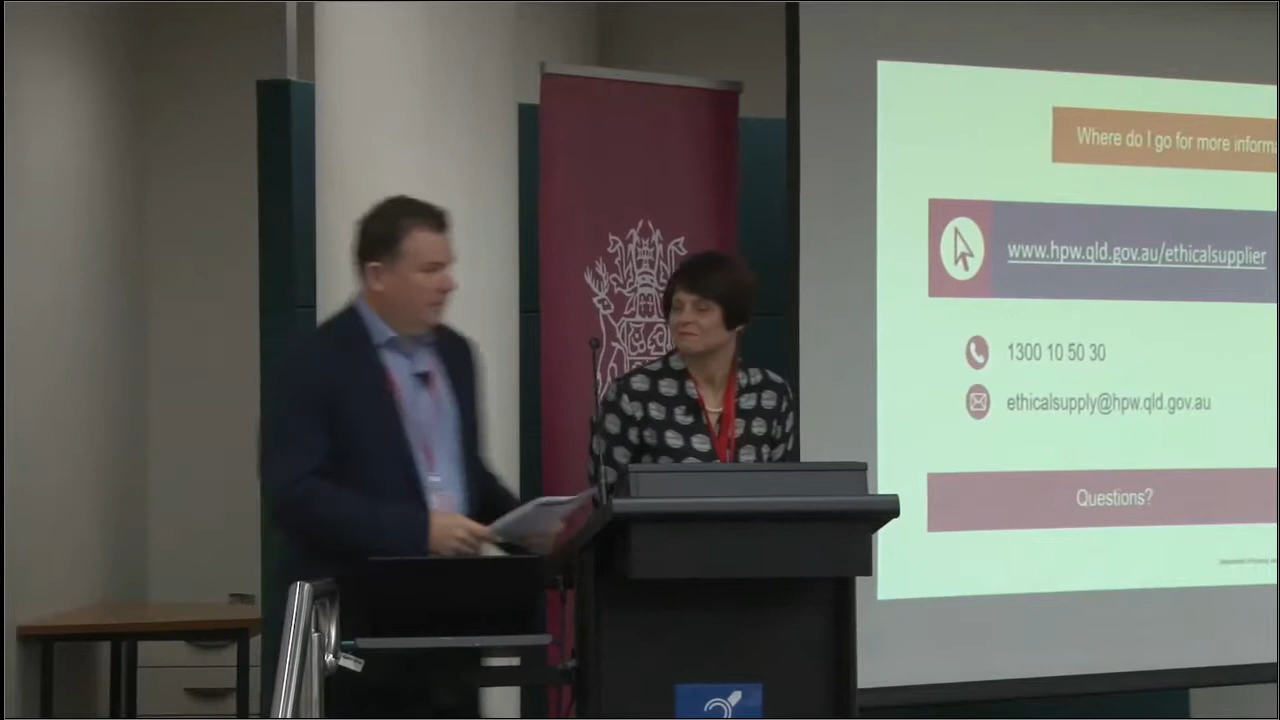 Where do I go for more inform
www.hpw.qld.gov.au/ethicalsupplier
1300 10 50 30
ethicalsupply@hpw.qld.gov.au
Questions?